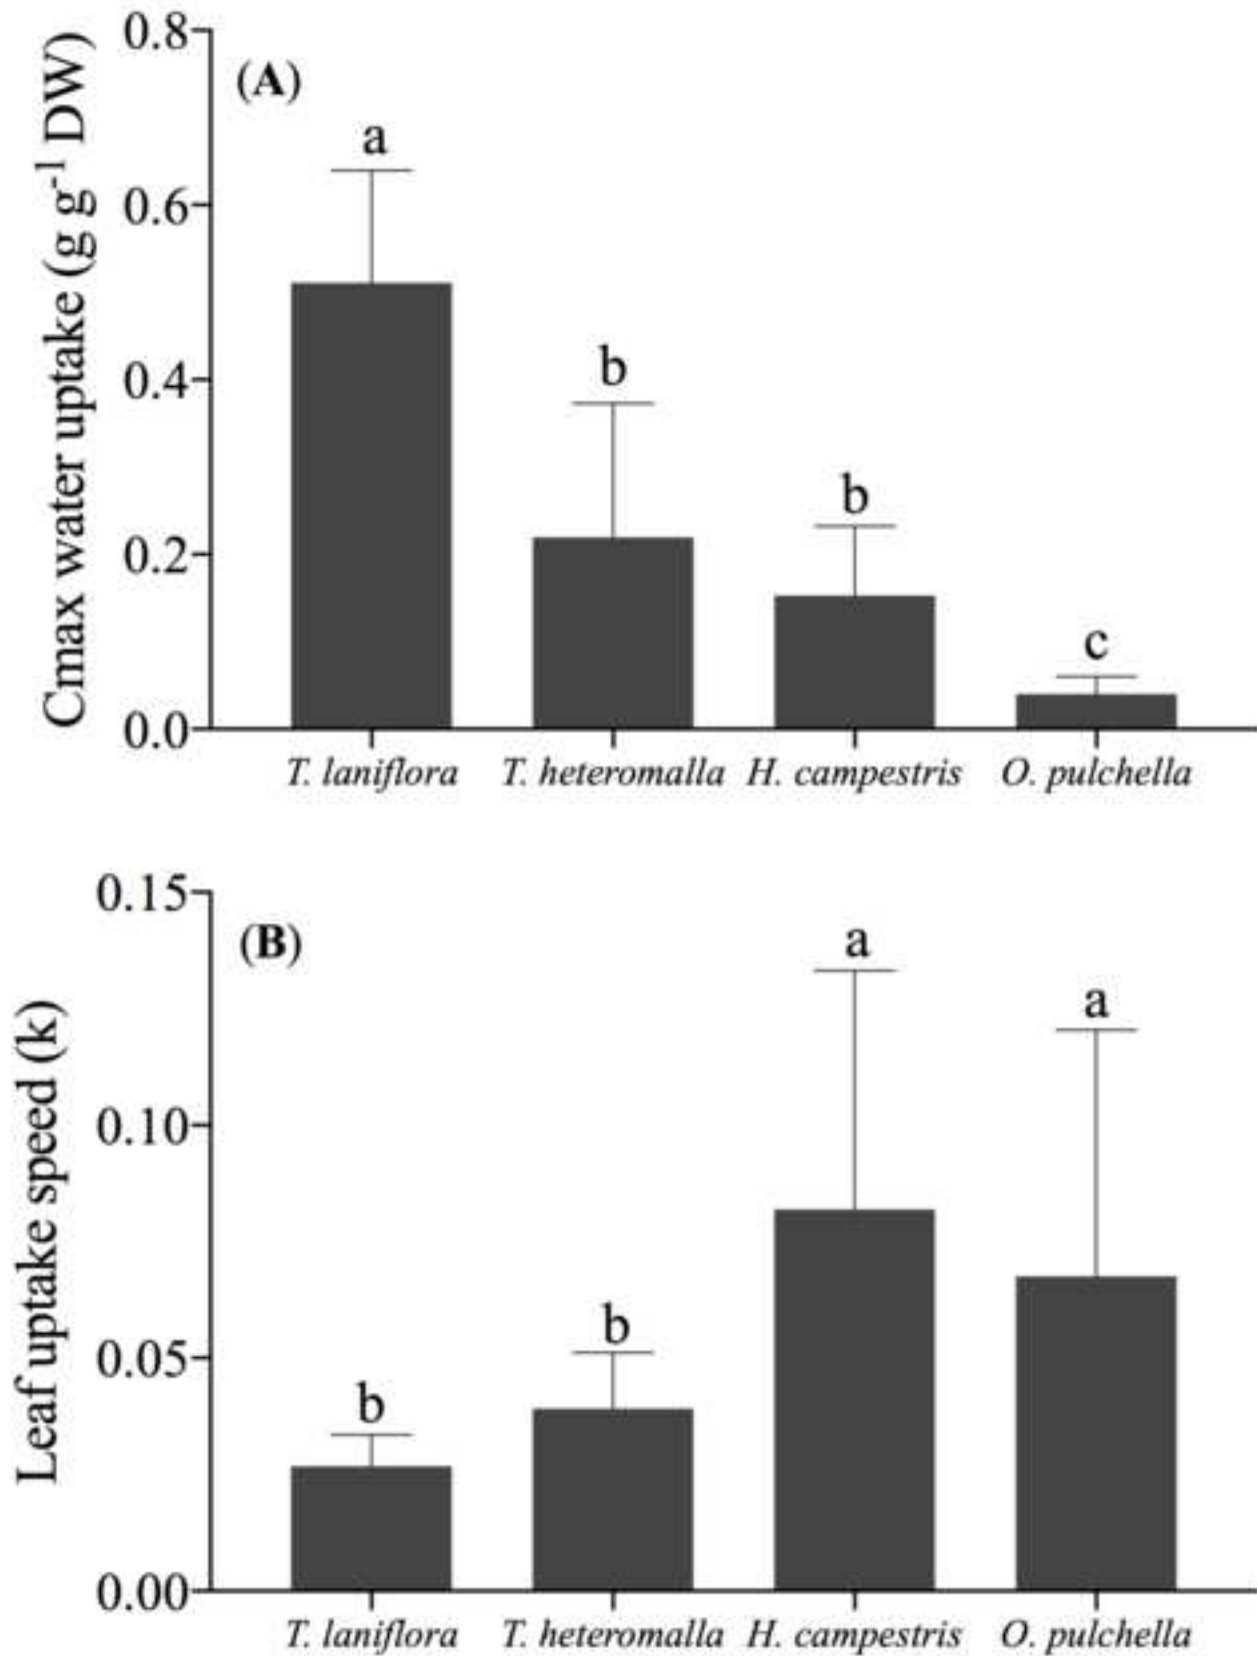 (A)
Cmax water uptake (g g⁻¹ DW)
0.8
0.6
0.4
0.2
0.0
a
b
b
c
T. laniflora T. heteromalla H. campestris O. pulchella
(B)
Leaf uptake speed (k)
0.15
0.10
0.05
0.00
b
b
a
a
T. laniflora T. heteromalla H. campestris O. pulchella